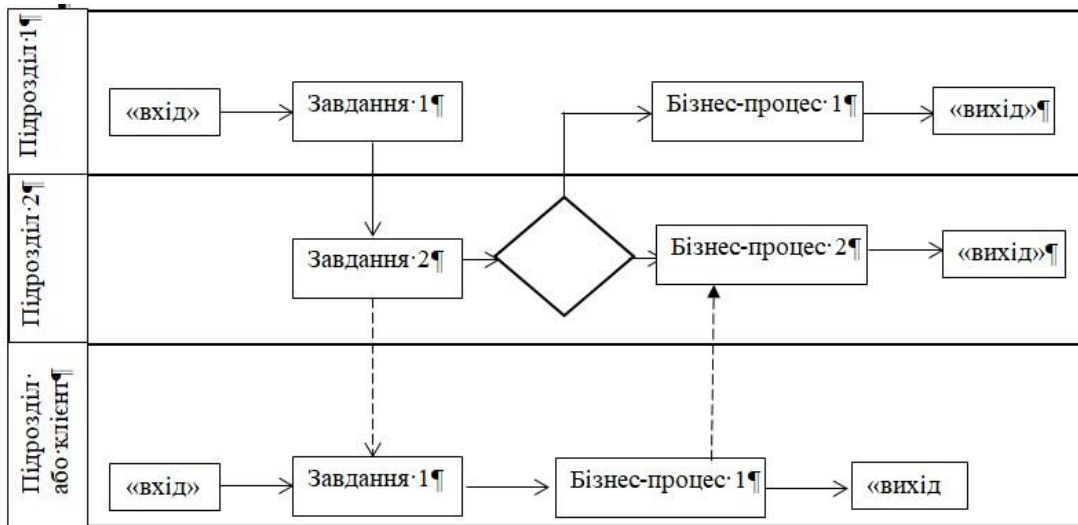 Підрозділ·1¶
«вхід»
Завдання·1¶
Бізнес-процес·1¶
«вихід»¶
Підрозділ·2¶
Завдання·2¶
Бізнес-процес·2¶
«вихід»¶
Підрозділ·
або·клієнт¶
«вхід»
Завдання·1¶
Бізнес-процес·1¶
«вихід